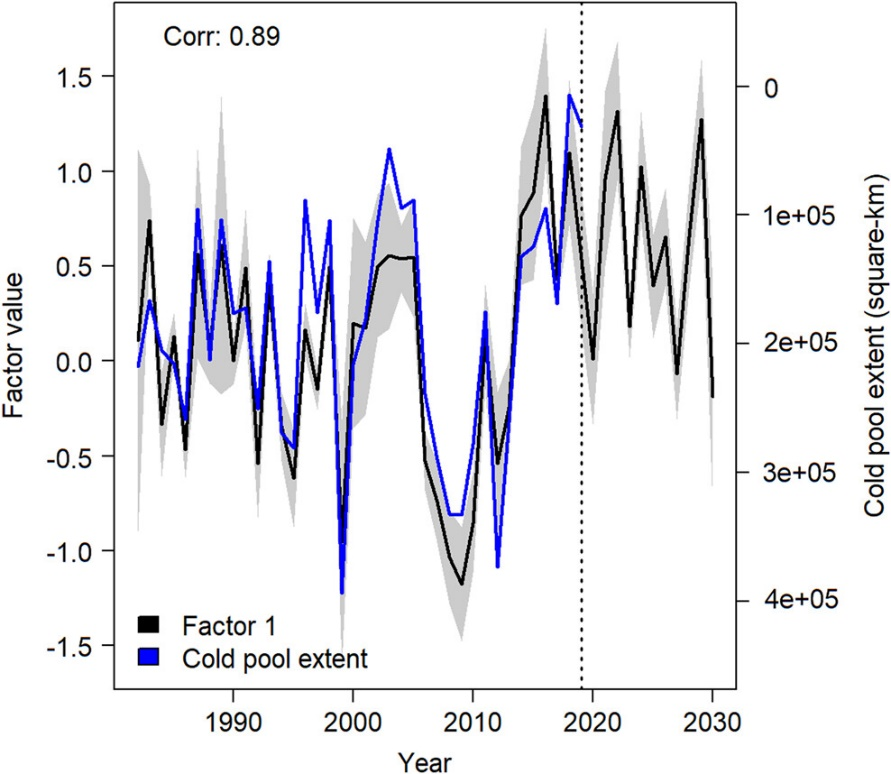 Corr: 0.89
1.5
1.0
0.5
0.0
-0.5
-1.0
-1.5
Factor value
0
1e+05
2e+05
3e+05
4e+05
Cold pool extent (square-km)
Factor 1
Cold pool extent
1990
2000
2010
2020
2030
Year